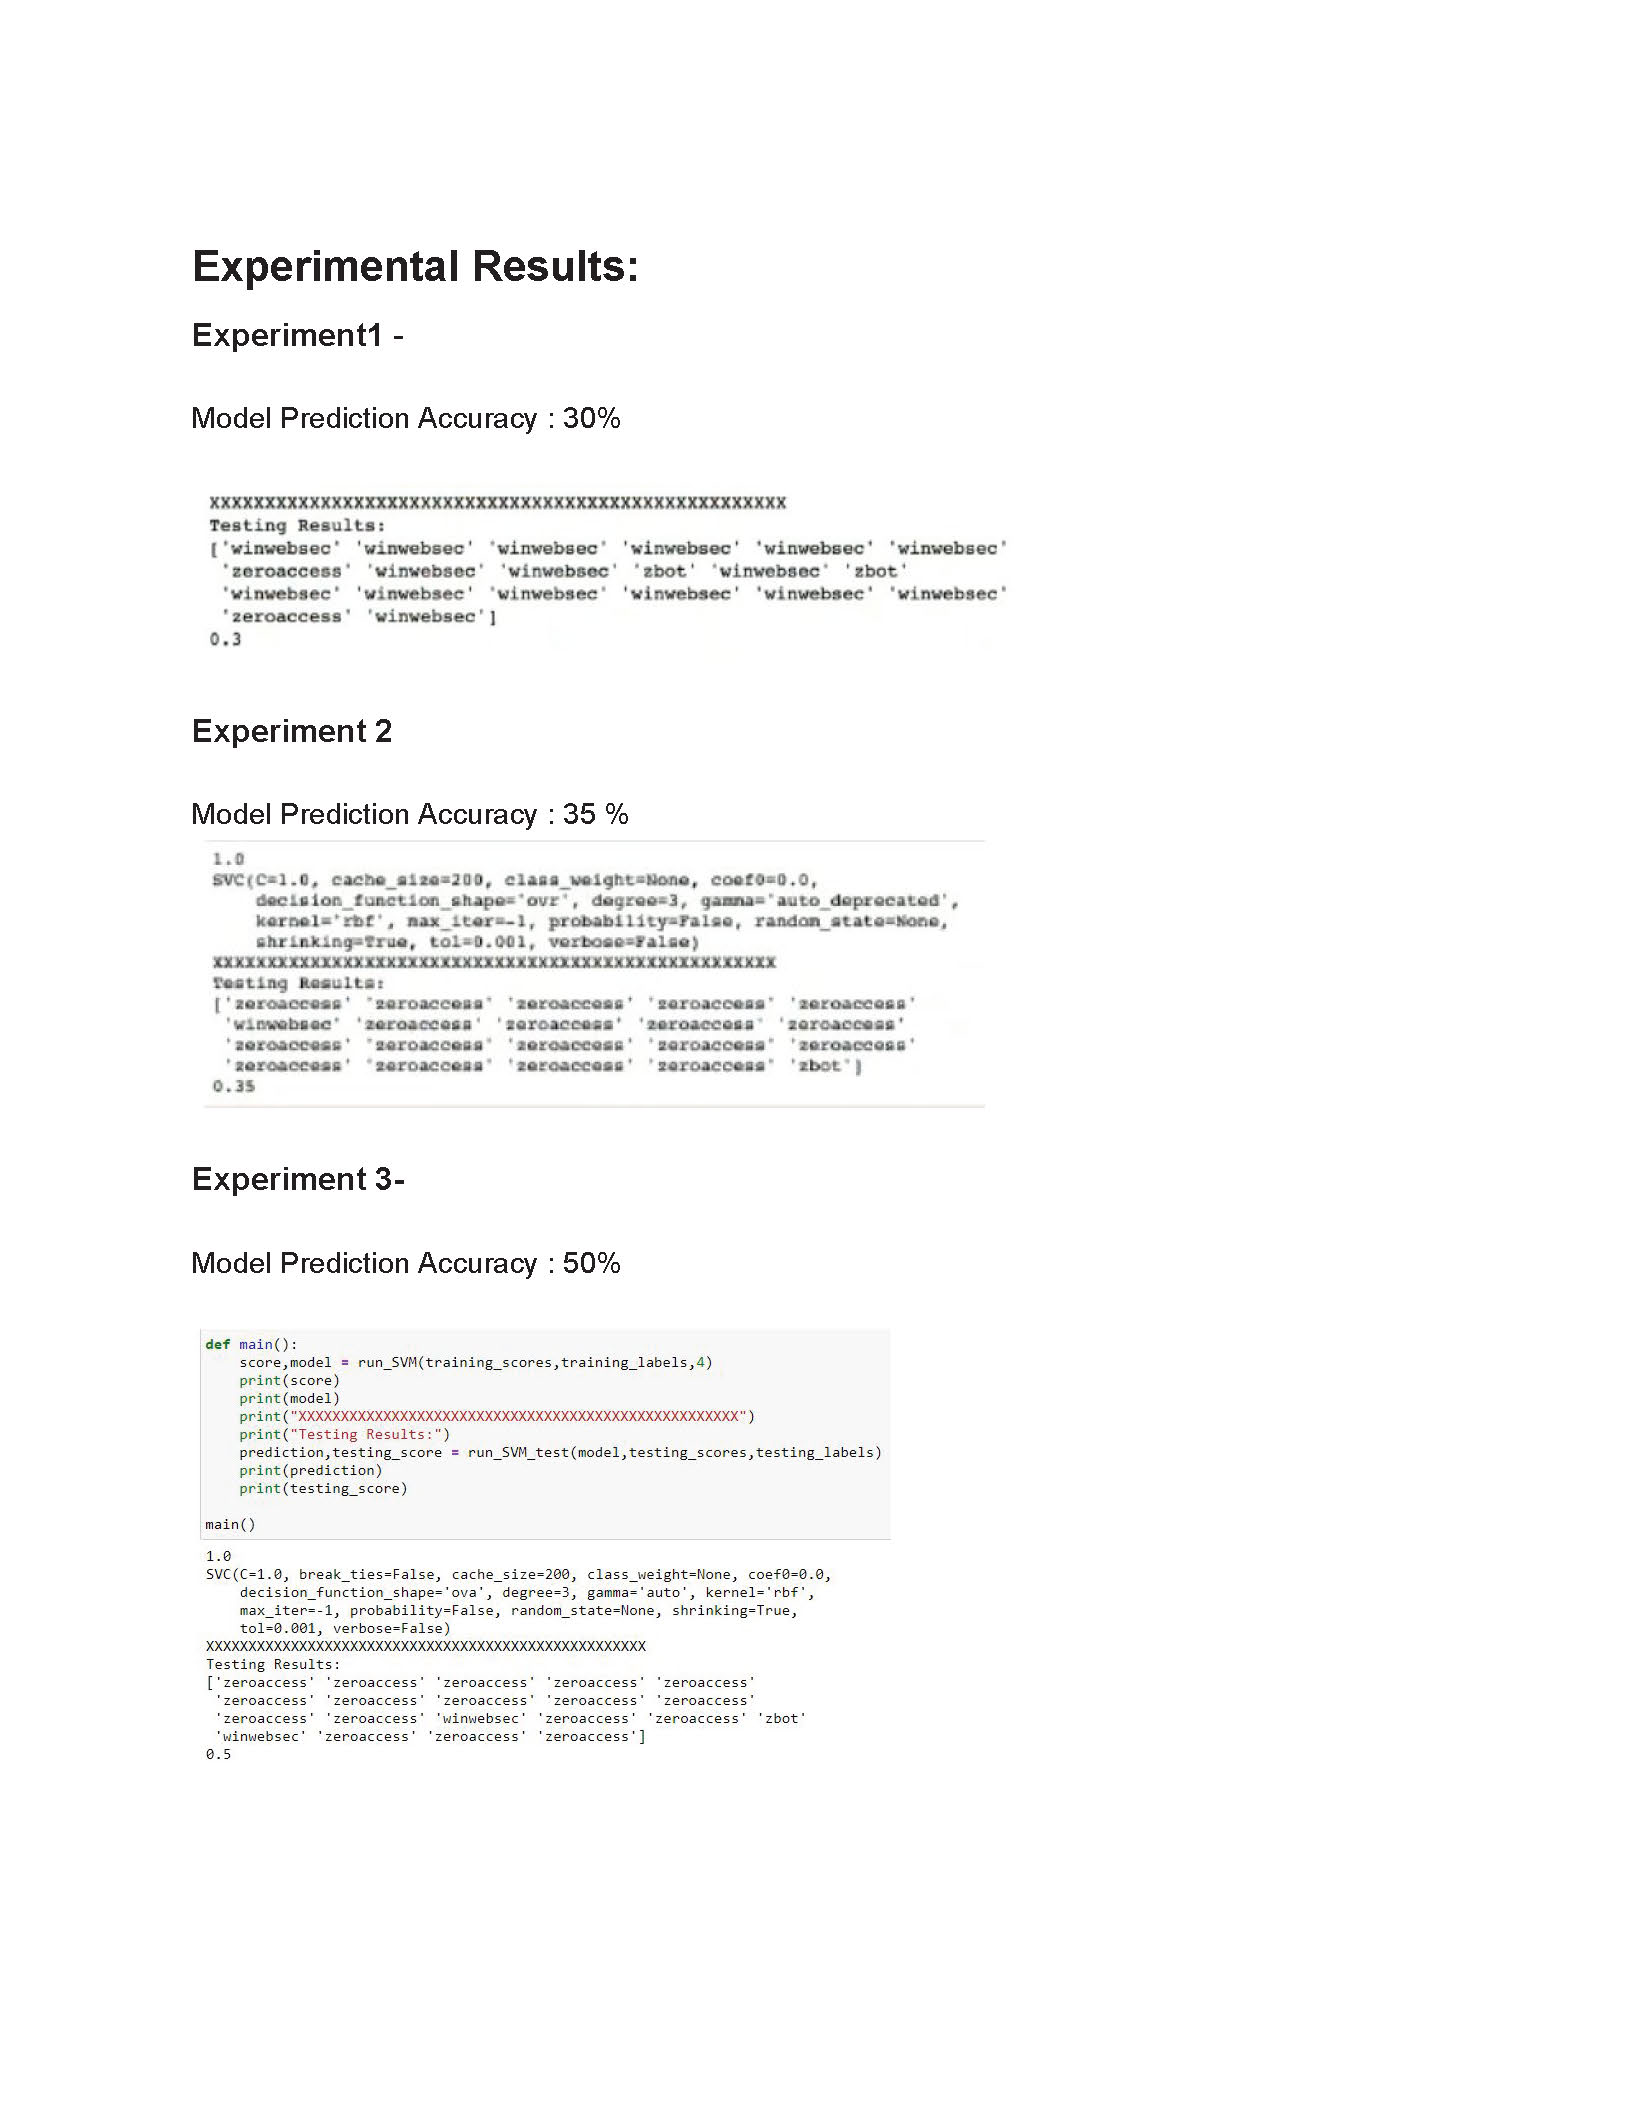 Experimental Results:
Experiment1 -
Model Prediction Accuracy : 30%
XXXXXXXXXXXXXXXXXXXXXXXXXXXXXXXXXXXXXXXXXXXXXXXXXXXX
Testing Results:
['winwebsec' 'winwebsec' 'winwebsec' 'winwebsec' 'winwebsec' 'winwebsec'
'zeroaccess' 'winwebsec' 'winwebsec' 'zbot' 'winwebsec' 'zbot'
'winwebsec' 'winwebsec' 'winwebsec' 'winwebsec' 'winwebsec' 'winwebsec'
'zeroaccess' 'winwebsec']
0.3
Experiment 2
Model Prediction Accuracy : 35 %
1.0
SVC(C=1.0, cache_size=200, class_weight=None, coef0=0.0,
decision_function_shape='ovr', degree=3, gamma='auto_deprecated',
kernel='rbf', max_iter=-1, probability=False, random_state=None,
shrinking=True, tol=0.001, verbose=False)
XXXXXXXXXXXXXXXXXXXXXXXXXXXXXXXXXXXXXXXXXXXXXXXXXXXX
Testing Results:
['zeroaccess' 'zeroaccess' 'zeroaccess' 'zeroaccess' 'zeroaccess'
'winwebsec' 'zeroaccess' 'zeroaccess' 'zeroaccess' 'zeroaccess'
'zeroaccess' 'zeroaccess' 'zeroaccess' 'zeroaccess' 'zeroaccess'
'zeroaccess' 'zeroaccess' 'zeroaccess' 'zeroaccess' 'zbot']
0.35
Experiment 3-
Model Prediction Accuracy : 50%
def main():
score,model = run_SVM(training_scores,training_labels,4)
print(score)
print(model)
print("XXXXXXXXXXXXXXXXXXXXXXXXXXXXXXXXXXXXXXXXXXXXXXXXXXXX")
print("Testing Results:")
prediction,testing_score = run_SVM_test(model,testing_scores,testing_labels)
print(prediction)
print(testing_score)
main()
1.0
SVC(C=1.0, break_ties=False, cache_size=200, class_weight=None, coef0=0.0,
decision_function_shape='ova', degree=3, gamma='auto', kernel='rbf',
max_iter=-1, probability=False, random_state=None, shrinking=True,
tol=0.001, verbose=False)
XXXXXXXXXXXXXXXXXXXXXXXXXXXXXXXXXXXXXXXXXXXXXXXXXXXX
Testing Results:
['zeroaccess' 'zeroaccess' 'zeroaccess' 'zeroaccess' 'zeroaccess'
'zeroaccess' 'zeroaccess' 'zeroaccess' 'zeroaccess' 'zeroaccess'
'zeroaccess' 'zeroaccess' 'winwebsec' 'zeroaccess' 'zeroaccess' 'zbot'
'winwebsec' 'zeroaccess' 'zeroaccess' 'zeroaccess']
0.5